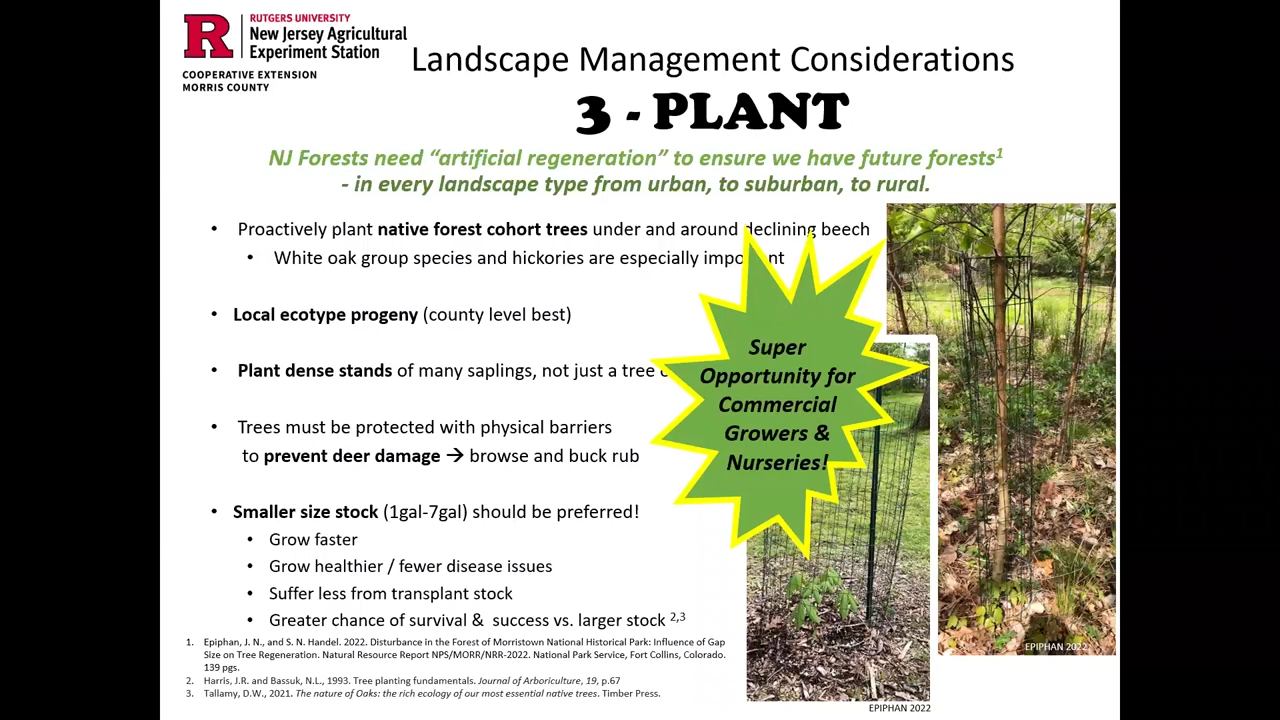 RUTGERS UNIVERSITY
New Jersey Agricultural
Experiment Station
COOPERATIVE EXTENSION
MORRIS COUNTY
Landscape Management Considerations
3 - PLANT
NJ Forests need “artificial regeneration” to ensure we have future forests1
- in every landscape type from urban, to suburban, to rural.
• Proactively plant native forest cohort trees under and around declining beech
• White oak group species and hickories are especially
• Local ecotype progeny (county level best)
• Plant dense stands of many saplings, not just a tree
• Trees must be protected with physical barriers
to prevent deer damage → browse and buck rub
• Smaller size stock (1gal-7gal) should be preferred!
• Grow faster
• Grow healthier / fewer disease issues
• Suffer less from transplant stock
• Greater chance of survival & success vs. larger stock 2,3
Super
Opportunity for
Commercial
Growers &
Nurseries!
1. Epiphan, J. N., and S. N. Handel. 2022. Disturbance in the Forest of Morristown National Historical Park: Influence of Gap
Size on Tree Regeneration. Natural Resource Report NPS/MORR/NRR-2022. National Park Service, Fort Collins, Colorado.
139 pgs.
2. Harris, J.R. and Bassuk, N.L., 1993. Tree planting fundamentals. Journal of Arboriculture, 19, p.67
3. Tallamy, D.W., 2021. The nature of Oaks: the rich ecology of our most essential native trees. Timber Press.
EPIPHAN 2022
EPIPHAN 2022